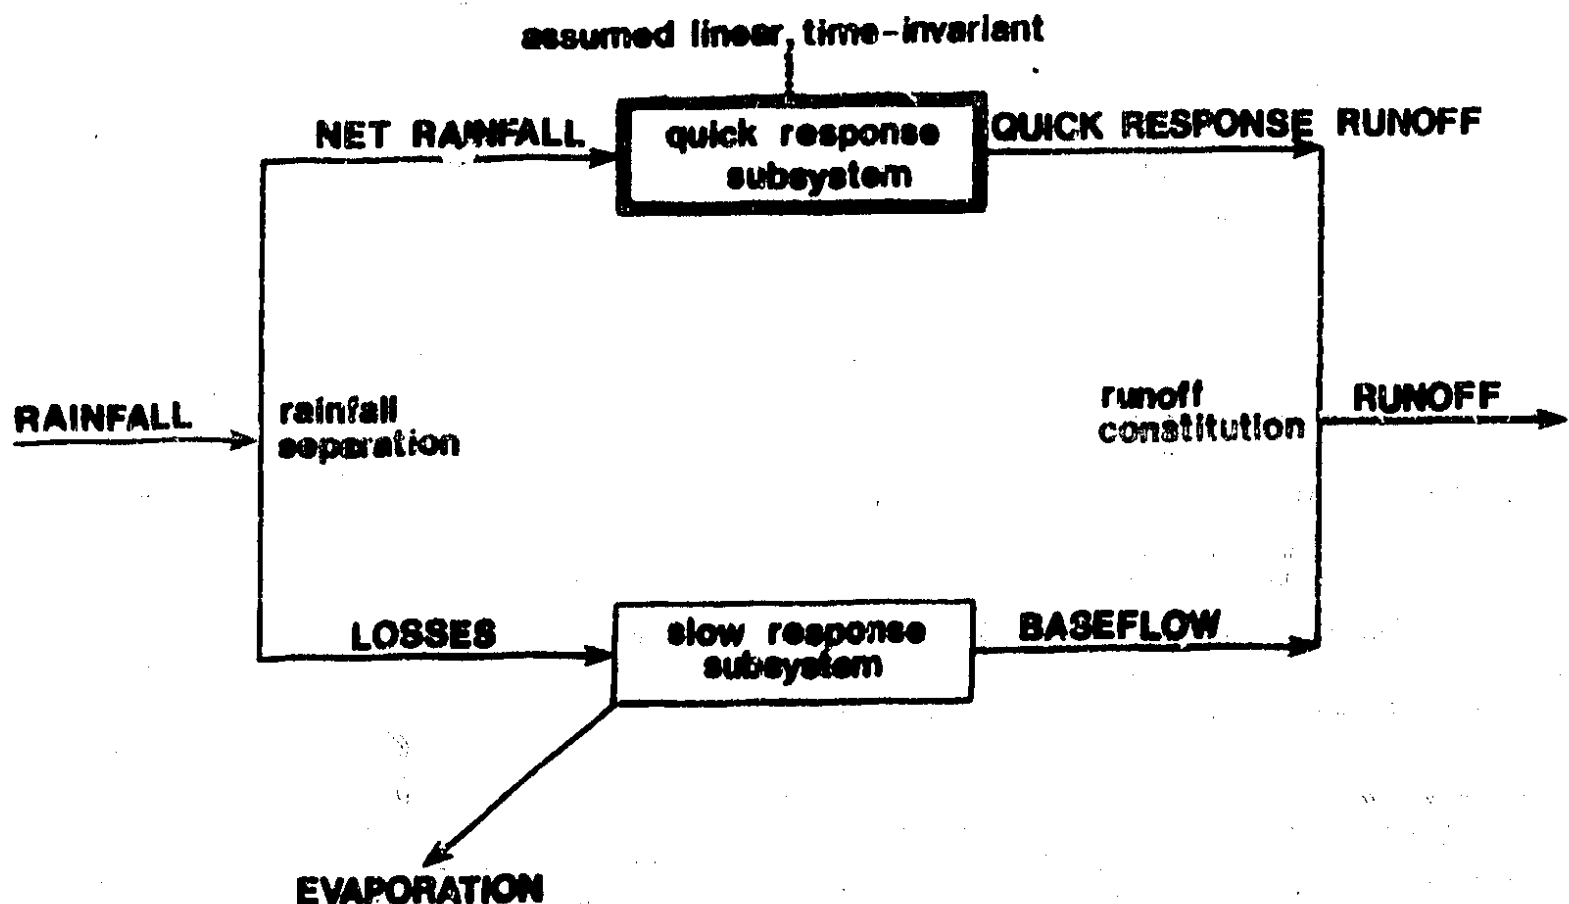 assumed linear, time-invariant
NET RAINFALL
quick response
subsystem
QUICK RESPONSE RUNOFF
RAINFALL
rainfall
separation
runoff
constitution
RUNOFF
LOSSES
slow response
subsystem
BASEFLOW
EVAPORATION